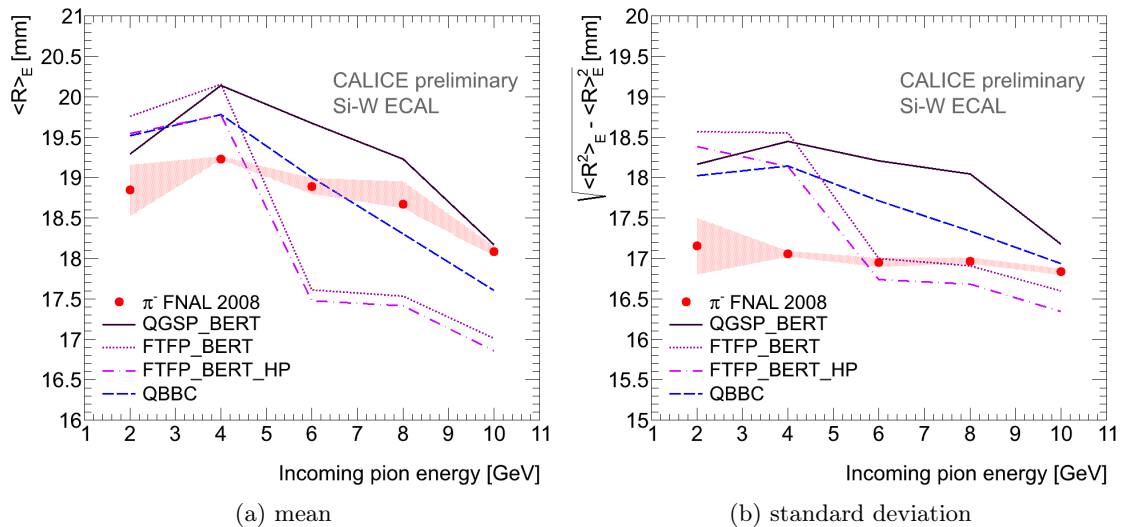 <R>_E [mm]
21
20.5
20
19.5
19
18.5
18
17.5
17
16.5
16
CALICE preliminary
Si-W ECAL
π⁻ FNAL 2008
QGSP_BERT
FTFP_BERT
FTFP_BERT_HP
QBBC
1 2 3 4 5 6 7 8 9 10 11
Incoming pion energy [GeV]
(a) mean
√<R²>_E - <R>²_E [mm]
20
19.5
19
18.5
18
17.5
17
16.5
16
15.5
15
CALICE preliminary
Si-W ECAL
π⁻ FNAL 2008
QGSP_BERT
FTFP_BERT
FTFP_BERT_HP
QBBC
1 2 3 4 5 6 7 8 9 10 11
Incoming pion energy [GeV]
(b) standard deviation